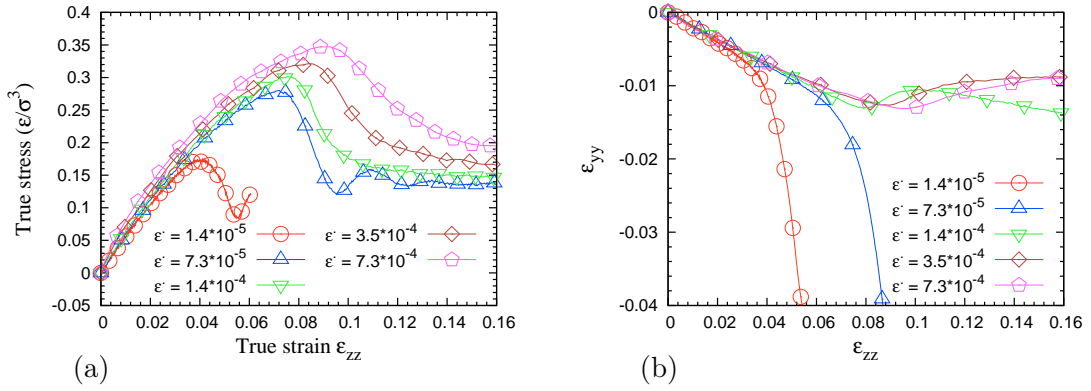 True stress (ε/σ³)
0.4
0.35
0.3
0.25
0.2
0.15
0.1
0.05
0
-0.05
ε˙ = 1.4*10⁻⁵
ε˙ = 7.3*10⁻⁵
ε˙ = 1.4*10⁻⁴
ε˙ = 3.5*10⁻⁴
ε˙ = 7.3*10⁻⁴
0 0.02 0.04 0.06 0.08 0.1 0.12 0.14 0.16
True strain ε_zz
(a)
ε_yy
0
-0.01
-0.02
-0.03
-0.04
ε˙ = 1.4*10⁻⁵
ε˙ = 7.3*10⁻⁵
ε˙ = 1.4*10⁻⁴
ε˙ = 3.5*10⁻⁴
ε˙ = 7.3*10⁻⁴
0 0.02 0.04 0.06 0.08 0.1 0.12 0.14 0.16
ε_zz
(b)